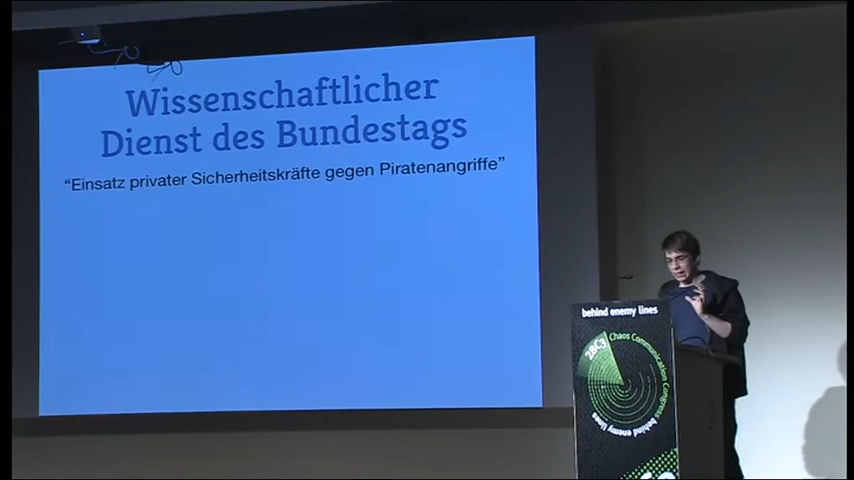 Wissenschaftlicher
Dienst des Bundestags
“Einsatz privater Sicherheitskräfte gegen Piratenangriffe”
behind enemy lines
28C3
Chaos Communication Congress
behind enemy lines